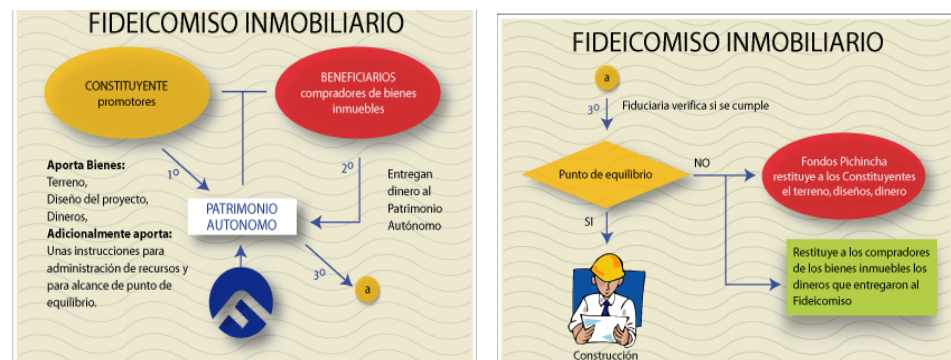 FIDEICOMISO INMOBILIARIO
CONSTITUYENTE
promotores
BENEFICIARIOS
compradores de bienes
inmuebles
Aporta Bienes:
Terreno,
Diseño del proyecto,
Dineros,
Adicionalmente aporta:
Unas instrucciones para
administración de recursos y
para alcance de punto de
equilibrio.
1º
2º
Entregan
dinero al
Patrimonio
Autónomo
PATRIMONIO
AUTONOMO
3º
a
FIDEICOMISO INMOBILIARIO
a
3º
Fiduciaria verifica si se cumple
Punto de equilibrio
NO
Fondos Pichincha
restituye a los Constituyentes
el terreno, diseños, dinero
SI
Restituye a los compradores
de los bienes inmuebles los
dineros que entregaron al
Fideicomiso
Construcción